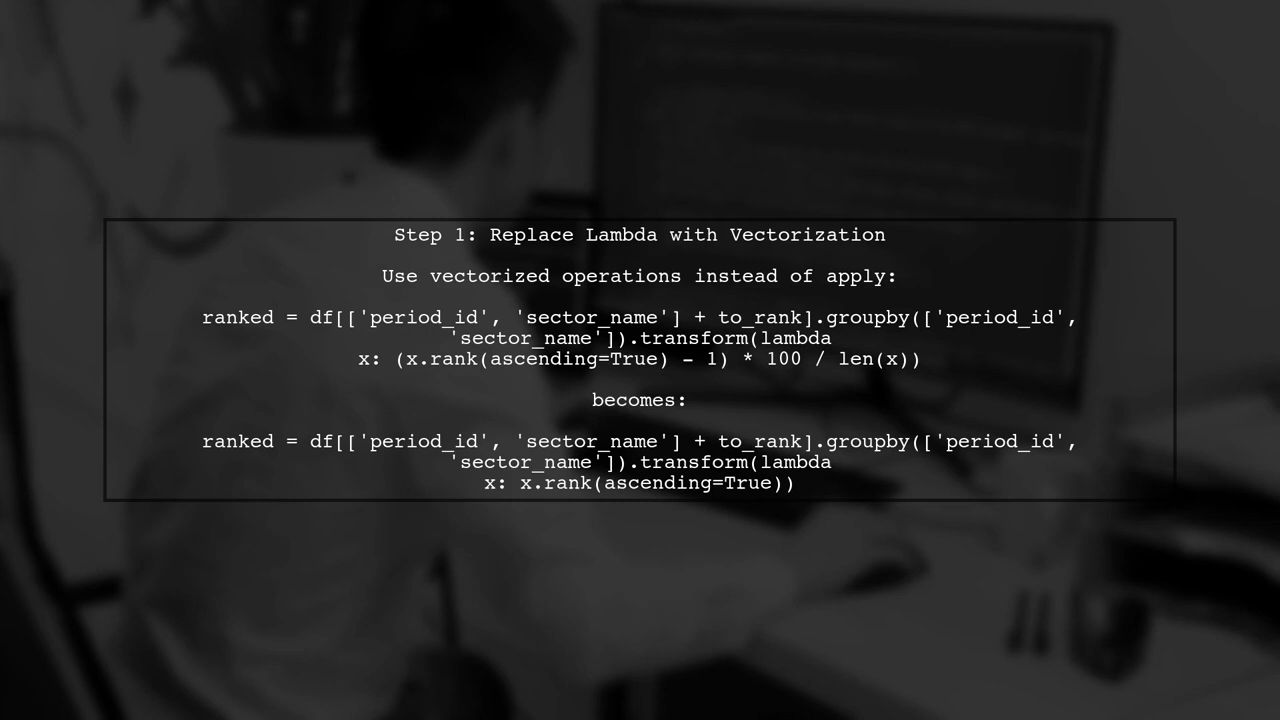 Step 1: Replace Lambda with Vectorization
Use vectorized operations instead of apply:
ranked = df[['period_id', 'sector_name'] + to_rank].groupby(['period_id',
'sector_name']).transform(lambda
x: (x.rank(ascending=True) - 1) * 100 / len(x))
becomes:
ranked = df[['period_id', 'sector_name'] + to_rank].groupby(['period_id',
'sector_name']).transform(lambda
x: x.rank(ascending=True))